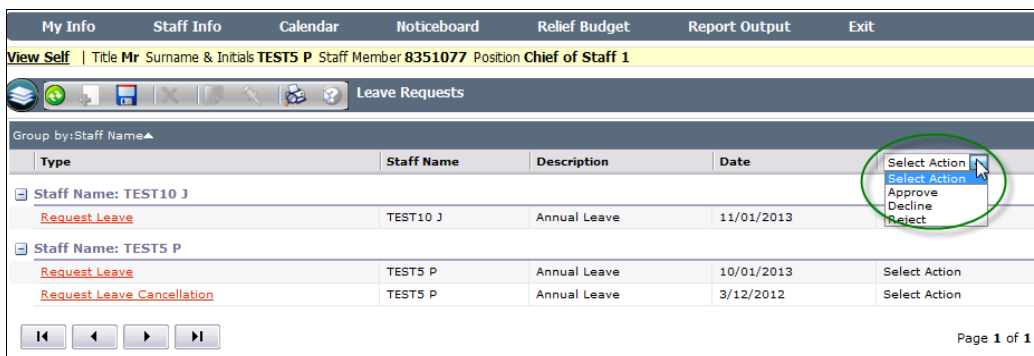 My Info Staff Info Calendar Noticeboard Relief Budget Report Output Exit
View Self | Title Mr Surname & Initials TEST5 P Staff Member 8351077 Position Chief of Staff 1
Leave Requests
Group by:Staff Name
Type Staff Name Description Date Select Action
Select Action
Approve
Decline
Reject
Staff Name: TEST10 J
Request Leave TEST10 J Annual Leave 11/01/2013
Staff Name: TEST5 P
Request Leave TEST5 P Annual Leave 10/01/2013 Select Action
Request Leave Cancellation TEST5 P Annual Leave 3/12/2012 Select Action
Page 1 of 1